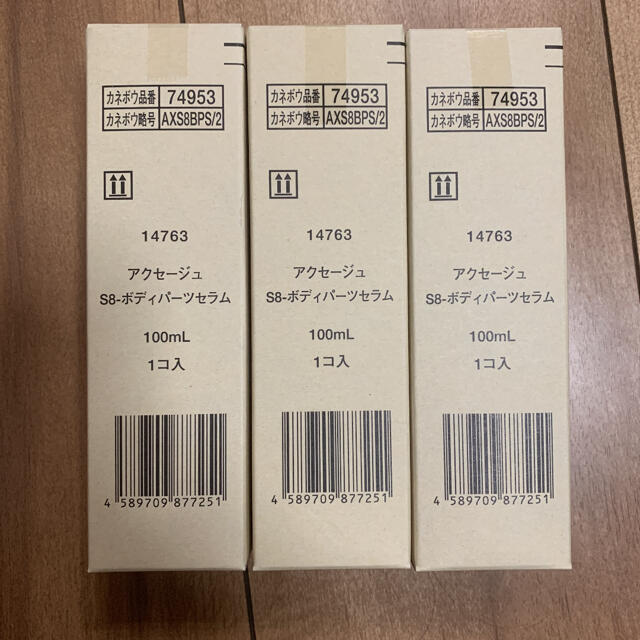 カネボウ品番 74953
カネボウ略号 AXS8BPS/2
14763
アクセージュ
S8-ボディパーツセラム
100mL
1コ入
4 589709 877251
カネボウ品番 74953
カネボウ略号 AXS8BPS/2
14763
アクセージュ
S8-ボディパーツセラム
100mL
1コ入
4 589709 877251
カネボウ品番 74953
カネボウ略号 AXS8BPS/2
14763
アクセージュ
S8-ボディパーツセラム
100mL
1コ入
4 589709 877251